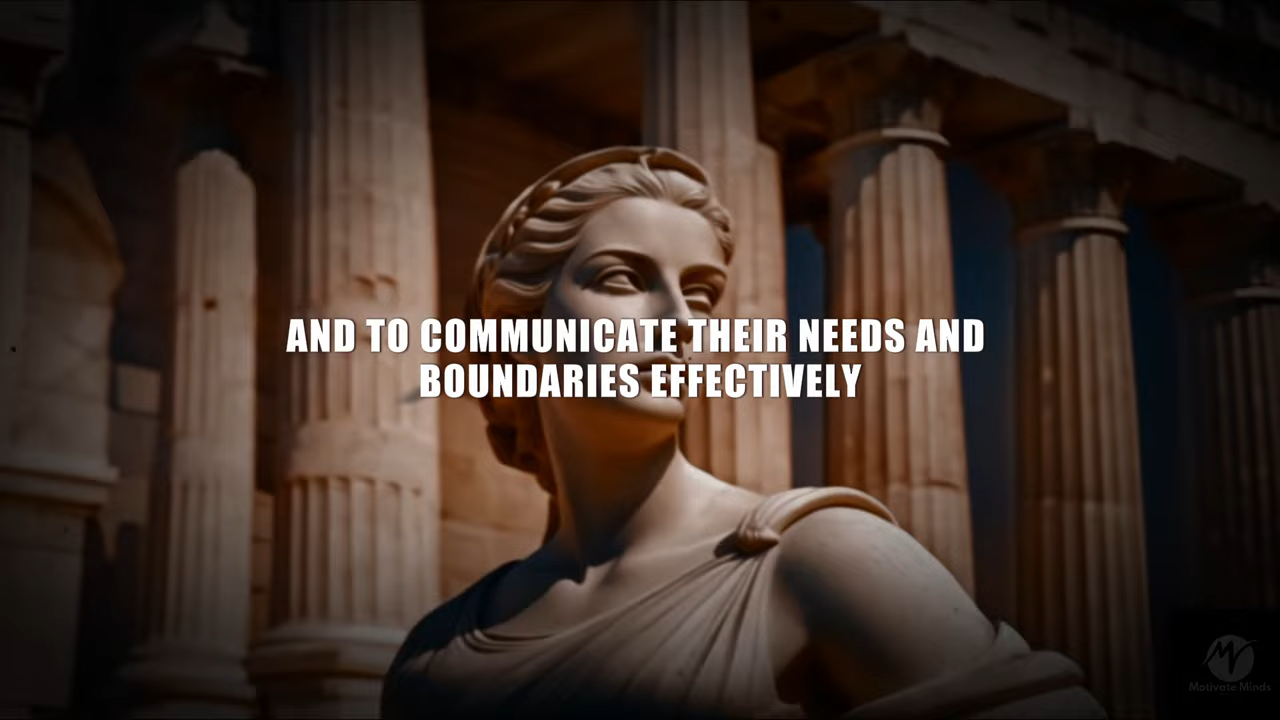 AND TO COMMUNICATE THEIR NEEDS AND
BOUNDARIES EFFECTIVELY
Motivate Minds